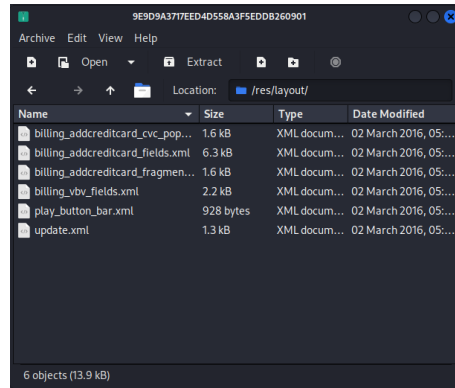 9E9D9A3717EED4D558A3F5EDDB260901
Archive Edit View Help
Open Extract
Location: /res/layout/
Name Size Type Date Modified
billing_addcreditcard_cvc_pop... 1.6 kB XML docum... 02 March 2016, 05:...
billing_addcreditcard_fields.xml 6.3 kB XML docum... 02 March 2016, 05:...
billing_addcreditcard_fragmen... 1.6 kB XML docum... 02 March 2016, 05:...
billing_vbv_fields.xml 2.2 kB XML docum... 02 March 2016, 05:...
play_button_bar.xml 928 bytes XML docum... 02 March 2016, 05:...
update.xml 1.3 kB XML docum... 02 March 2016, 05:...
6 objects (13.9 kB)